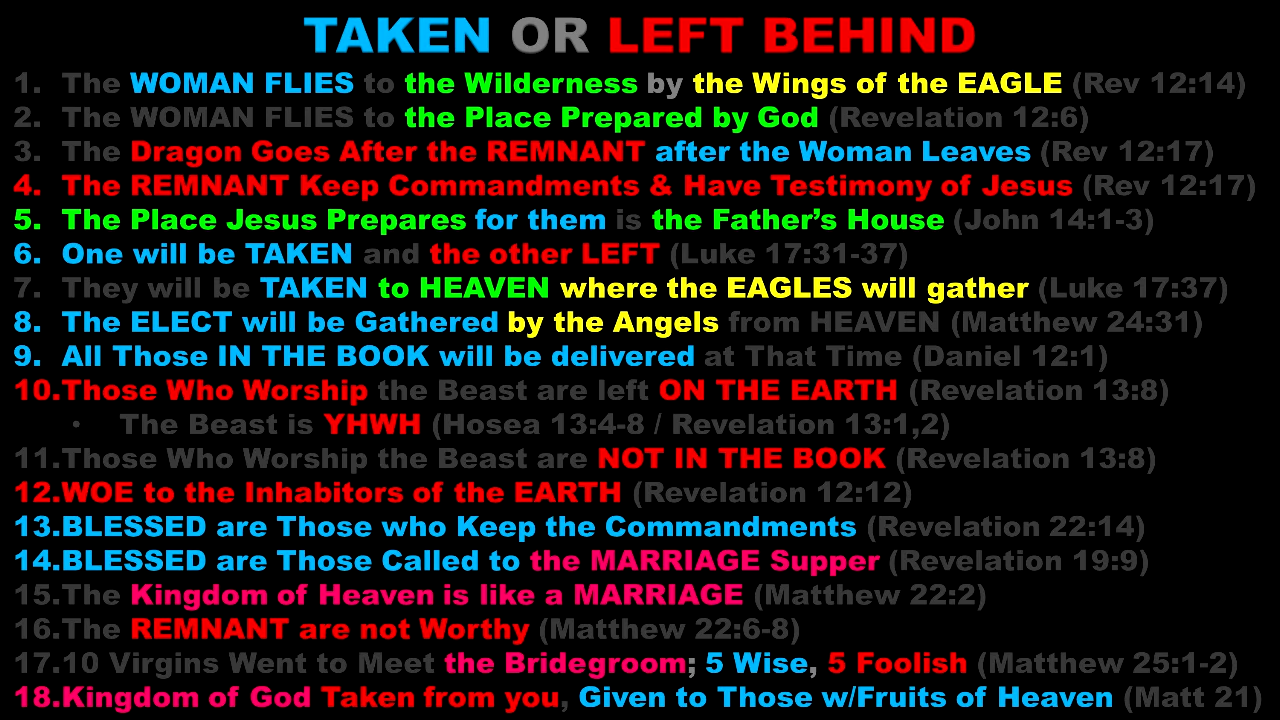 TAKEN OR LEFT BEHIND
1. The WOMAN FLIES to the Wilderness by the Wings of the EAGLE (Rev 12:14)
2. The WOMAN FLIES to the Place Prepared by God (Revelation 12:6)
3. The Dragon Goes After the REMNANT after the Woman Leaves (Rev 12:17)
4. The REMNANT Keep Commandments & Have Testimony of Jesus (Rev 12:17)
5. The Place Jesus Prepares for them is the Father’s House (John 14:1-3)
6. One will be TAKEN and the other LEFT (Luke 17:31-37)
7. They will be TAKEN to HEAVEN where the EAGLES will gather (Luke 17:37)
8. The ELECT will be Gathered by the Angels from HEAVEN (Matthew 24:31)
9. All Those IN THE BOOK will be delivered at That Time (Daniel 12:1)
10.Those Who Worship the Beast are left ON THE EARTH (Revelation 13:8)
• The Beast is YHWH (Hosea 13:4-8 / Revelation 13:1,2)
11.Those Who Worship the Beast are NOT IN THE BOOK (Revelation 13:8)
12.WOE to the Inhabitors of the EARTH (Revelation 12:12)
13.BLESSED are Those who Keep the Commandments (Revelation 22:14)
14.BLESSED are Those Called to the MARRIAGE Supper (Revelation 19:9)
15.The Kingdom of Heaven is like a MARRIAGE (Matthew 22:2)
16.The REMNANT are not Worthy (Matthew 22:6-8)
17.10 Virgins Went to Meet the Bridegroom; 5 Wise, 5 Foolish (Matthew 25:1-2)
18.Kingdom of God Taken from you, Given to Those w/Fruits of Heaven (Matt 21)